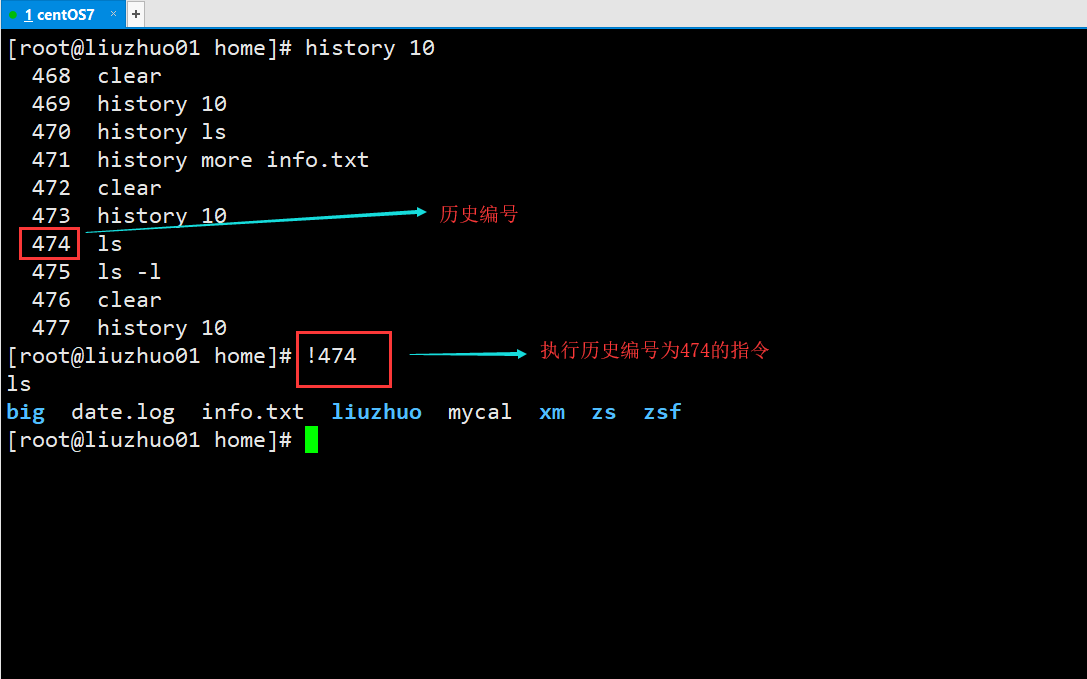 1 centOS7 × +
[root@liuzhuo01 home]# history 10
468 clear
469 history 10
470 history ls
471 history more info.txt
472 clear
473 history 10
历史编号
474 ls
475 ls -l
476 clear
477 history 10
[root@liuzhuo01 home]# !474
执行历史编号为474的指令
ls
big date.log info.txt liuzhuo mycal xm zs zsf
[root@liuzhuo01 home]#